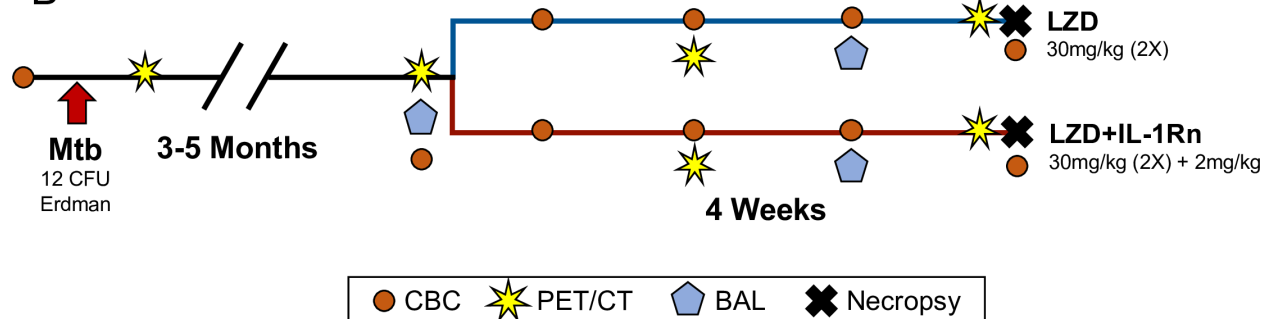 LZD
30mg/kg (2X)
Mtb
12 CFU
Erdman
3-5 Months
LZD+IL-1Rn
30mg/kg (2X) + 2mg/kg
4 Weeks
CBC PET/CT BAL Necropsy